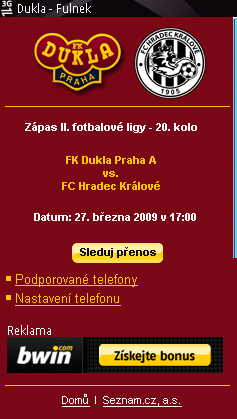 3G
Dukla - Fulnek
FK
DUKLA
PRAHA
FC HRADEC KRÁLOVÉ
1905
Zápas II. fotbalové ligy - 20. kolo
FK Dukla Praha A
vs.
FC Hradec Králové
Datum: 27. března 2009 v 17:00
Sleduj přenos
Podporované telefony
Nastavení telefonu
Reklama
bwin.com
Získejte bonus
Domů | Seznam.cz, a.s.